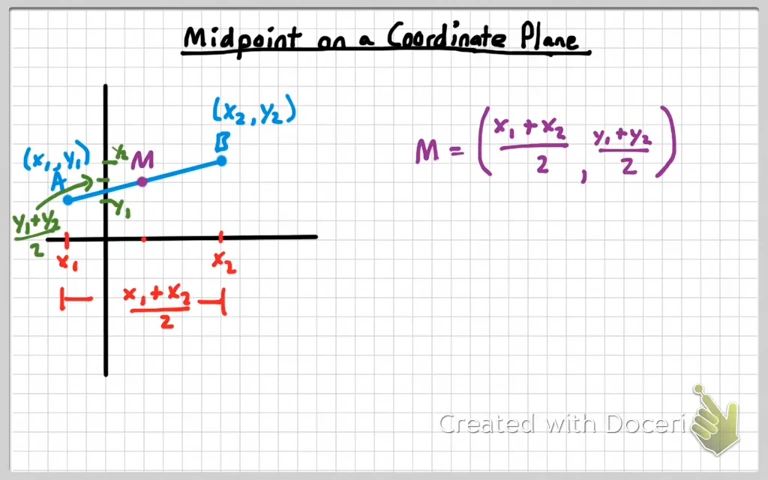 Midpoint on a Coordinate Plane
(x₂, y₂)
B
(x₁, y₁)
A
y₂
M
y₁
(y₁+y₂)/2
x₁
x₂
(x₁+x₂)/2
M = ((x₁+x₂)/2, (y₁+y₂)/2)
Created with Doceri